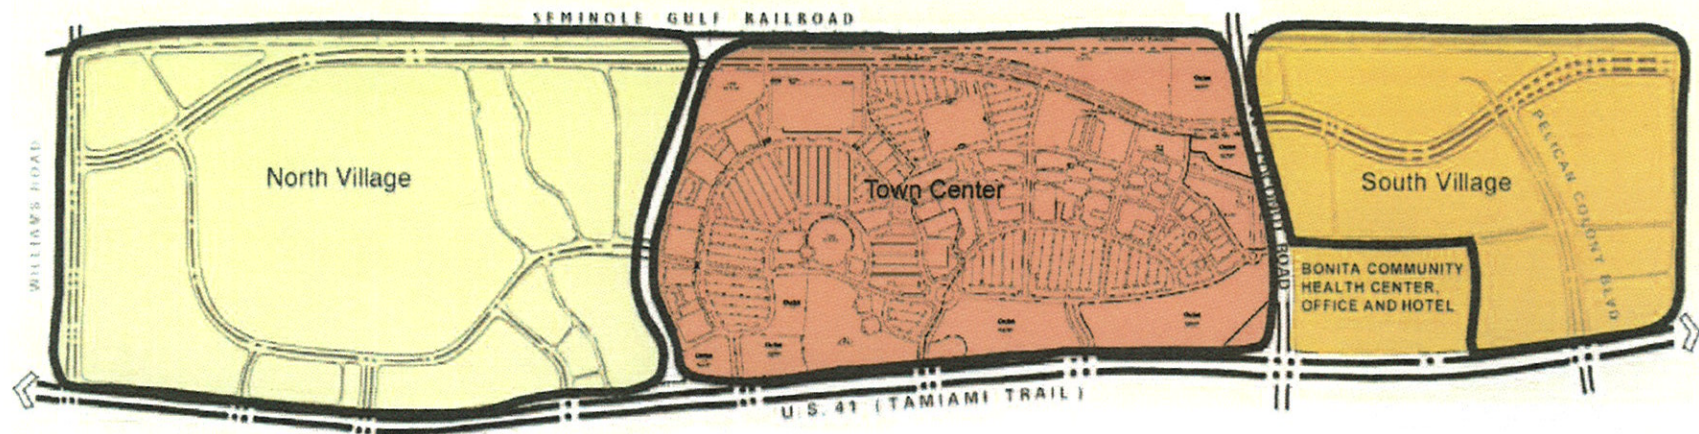 SEMINOLE GULF RAILROAD
WILLIAMS ROAD
North Village
Town Center
South Village
PELICAN COLONY BLVD
ROAD
BONITA COMMUNITY
HEALTH CENTER,
OFFICE AND HOTEL
U.S. 41 (TAMIAMI TRAIL)